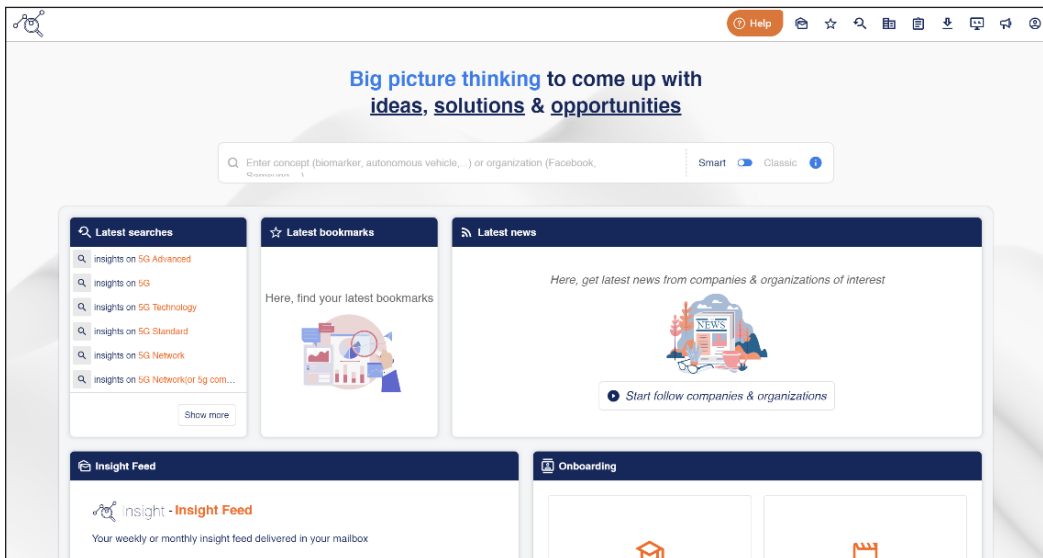 Help
Big picture thinking to come up with
ideas, solutions & opportunities
Enter concept (biomarker, autonomous vehicle,...) or organization (Facebook,
Samsung,...)
Smart
Classic
Latest searches
insights on 5G Advanced
insights on 5G
insights on 5G Technology
insights on 5G Standard
insights on 5G Network
insights on 5G Network(or 5g com...
Show more
Latest bookmarks
Here, find your latest bookmarks
Latest news
Here, get latest news from companies & organizations of interest
NEWS
Start follow companies & organizations
Insight Feed
Insight - Insight Feed
Your weekly or monthly insight feed delivered in your mailbox
Onboarding